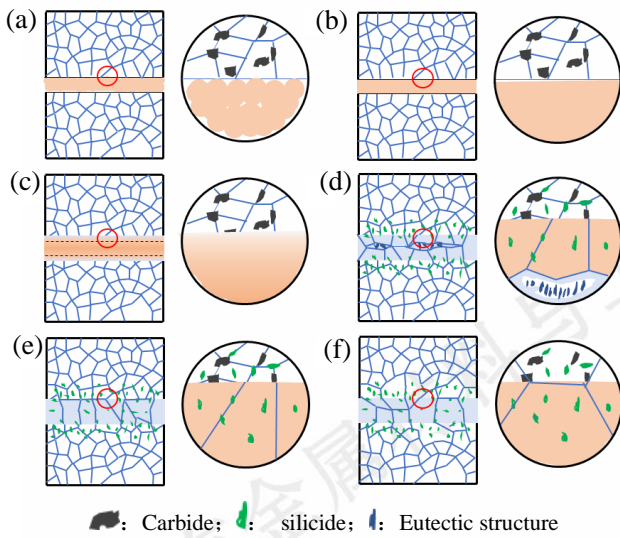 (a) (b)
(c) (d)
(e) (f)
: Carbide; : silicide; : Eutectic structure